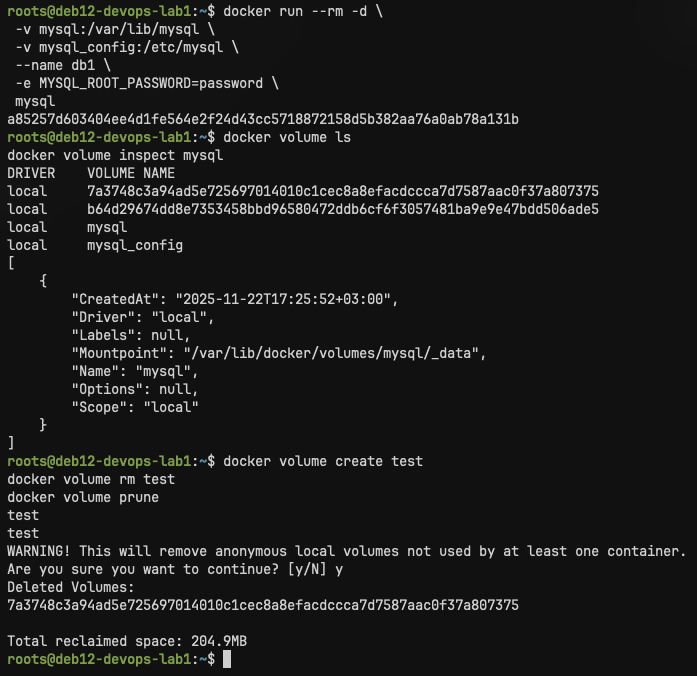 roots@deb12-devops-lab1:~$ docker run --rm -d \
 -v mysql:/var/lib/mysql \
 -v mysql_config:/etc/mysql \
 --name db1 \
 -e MYSQL_ROOT_PASSWORD=password \
 mysql
a85257d603404ee4d1fe564e2f24d43cc5718872158d5b382aa76a0ab78a131b
roots@deb12-devops-lab1:~$ docker volume ls
docker volume inspect mysql
DRIVER    VOLUME NAME
local     7a3748c3a94ad5e725697014010c1cec8a8efacdccca7d7587aac0f37a807375
local     b64d29674dd8e7353458bbd96580472ddb6cf6f3057481ba9e9e47bdd506ade5
local     mysql
local     mysql_config
[
    {
        "CreatedAt": "2025-11-22T17:25:52+03:00",
        "Driver": "local",
        "Labels": null,
        "Mountpoint": "/var/lib/docker/volumes/mysql/_data",
        "Name": "mysql",
        "Options": null,
        "Scope": "local"
    }
]
roots@deb12-devops-lab1:~$ docker volume create test
docker volume rm test
docker volume prune
test
test
WARNING! This will remove anonymous local volumes not used by at least one container.
Are you sure you want to continue? [y/N] y
Deleted Volumes:
7a3748c3a94ad5e725697014010c1cec8a8efacdccca7d7587aac0f37a807375

Total reclaimed space: 204.9MB
roots@deb12-devops-lab1:~$